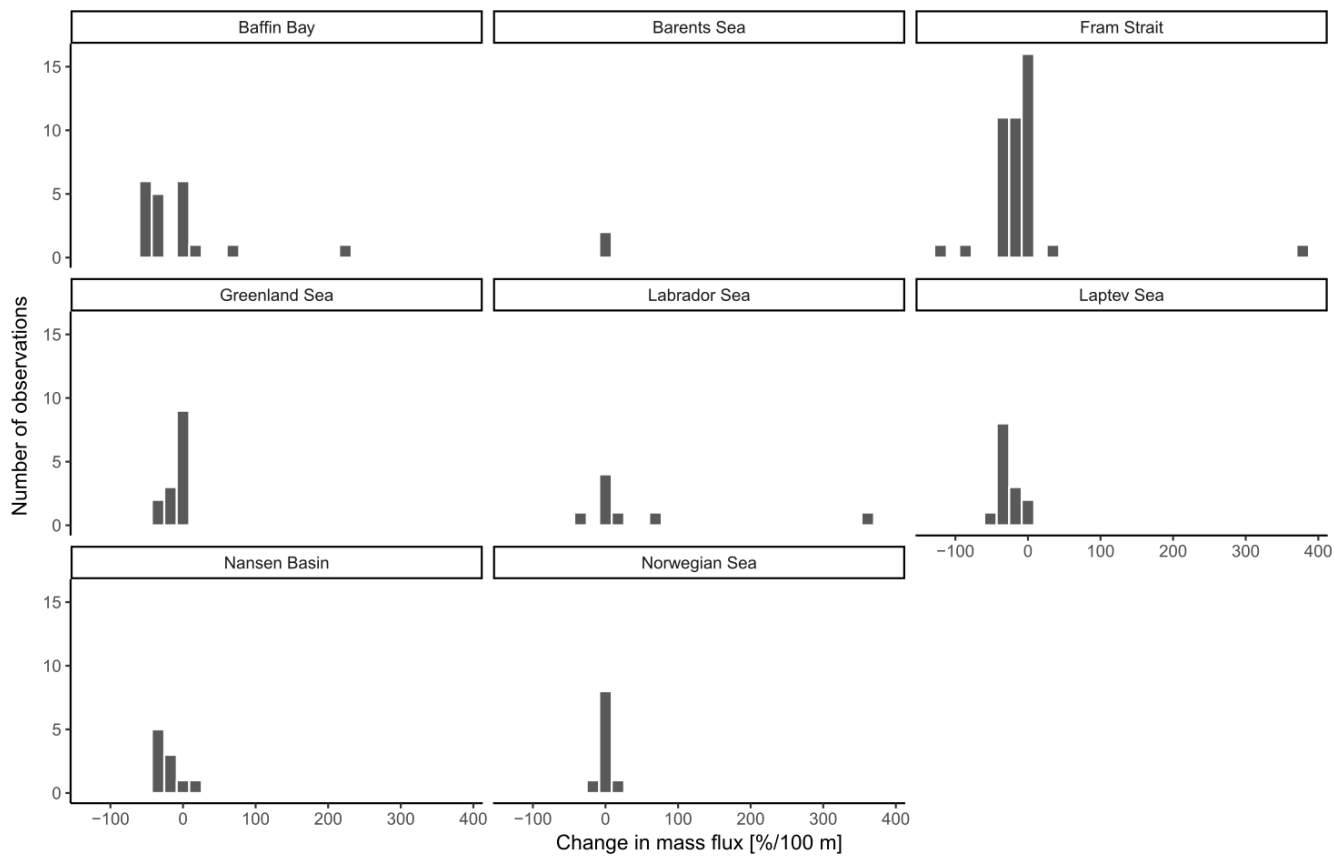 Baffin Bay
Barents Sea
Fram Strait
15
10
5
0
Greenland Sea
Labrador Sea
Laptev Sea
15
10
5
0
−100 0 100 200 300 400
Nansen Basin
Norwegian Sea
15
10
5
0
−100 0 100 200 300 400
−100 0 100 200 300 400
Number of observations
Change in mass flux [%/100 m]